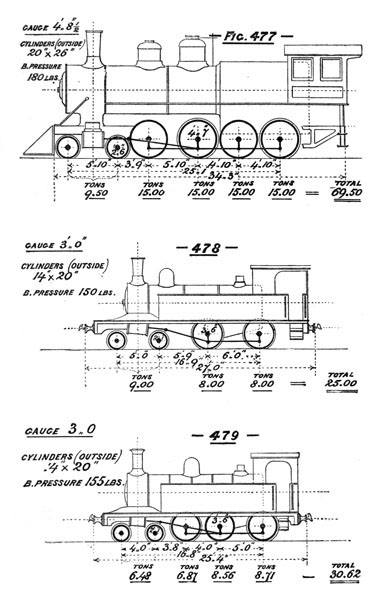 GAUGE 4'.8½"
FIG. 477
CYLINDERS (OUTSIDE)
20" x 26"
B. PRESSURE
180 LBS.
4.7
2.6
5.10" 3.9 5.10 4.10" 4.10"
25.1
34.3"
TONS TONS TONS TONS TONS TOTAL
9.50 15.00 15.00 15.00 15.00 = 69.50
GAUGE 3'.0"
— 478 —
CYLINDERS (OUTSIDE)
14" x 20"
B. PRESSURE 150 LBS.
5.0 5.9 6.0"
16.9
27.0
TONS TONS TONS TOTAL
9.00 8.00 8.00 = 25.00
GAUGE 3.0
— 479 —
CYLINDERS (OUTSIDE)
.4" x 20"
B. PRESSURE 155 LBS.
3.6
4.0" 3.8 4.0 5.0
16.8
25.4
TONS TONS TONS TONS TOTAL
6.48 6.87 8.56 8.71 – 30.62